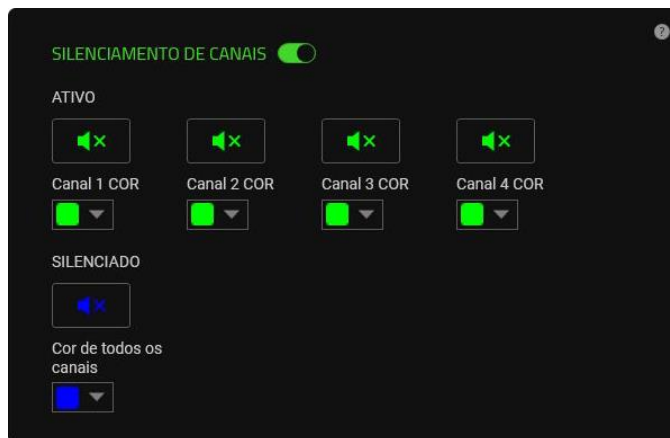 SILENCIAMENTO DE CANAIS
?
ATIVO
Canal 1 COR
Canal 2 COR
Canal 3 COR
Canal 4 COR
SILENCIADO
Cor de todos os
canais